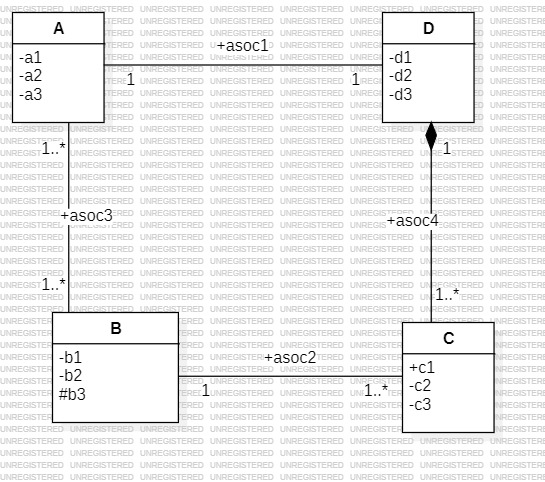 A
-a1
-a2
-a3
+asoc1
1
1
D
-d1
-d2
-d3
1..*
+asoc3
1..*
1
+asoc4
1..*
B
-b1
-b2
#b3
+asoc2
1
1..*
C
+c1
-c2
-c3
UNREGISTERED